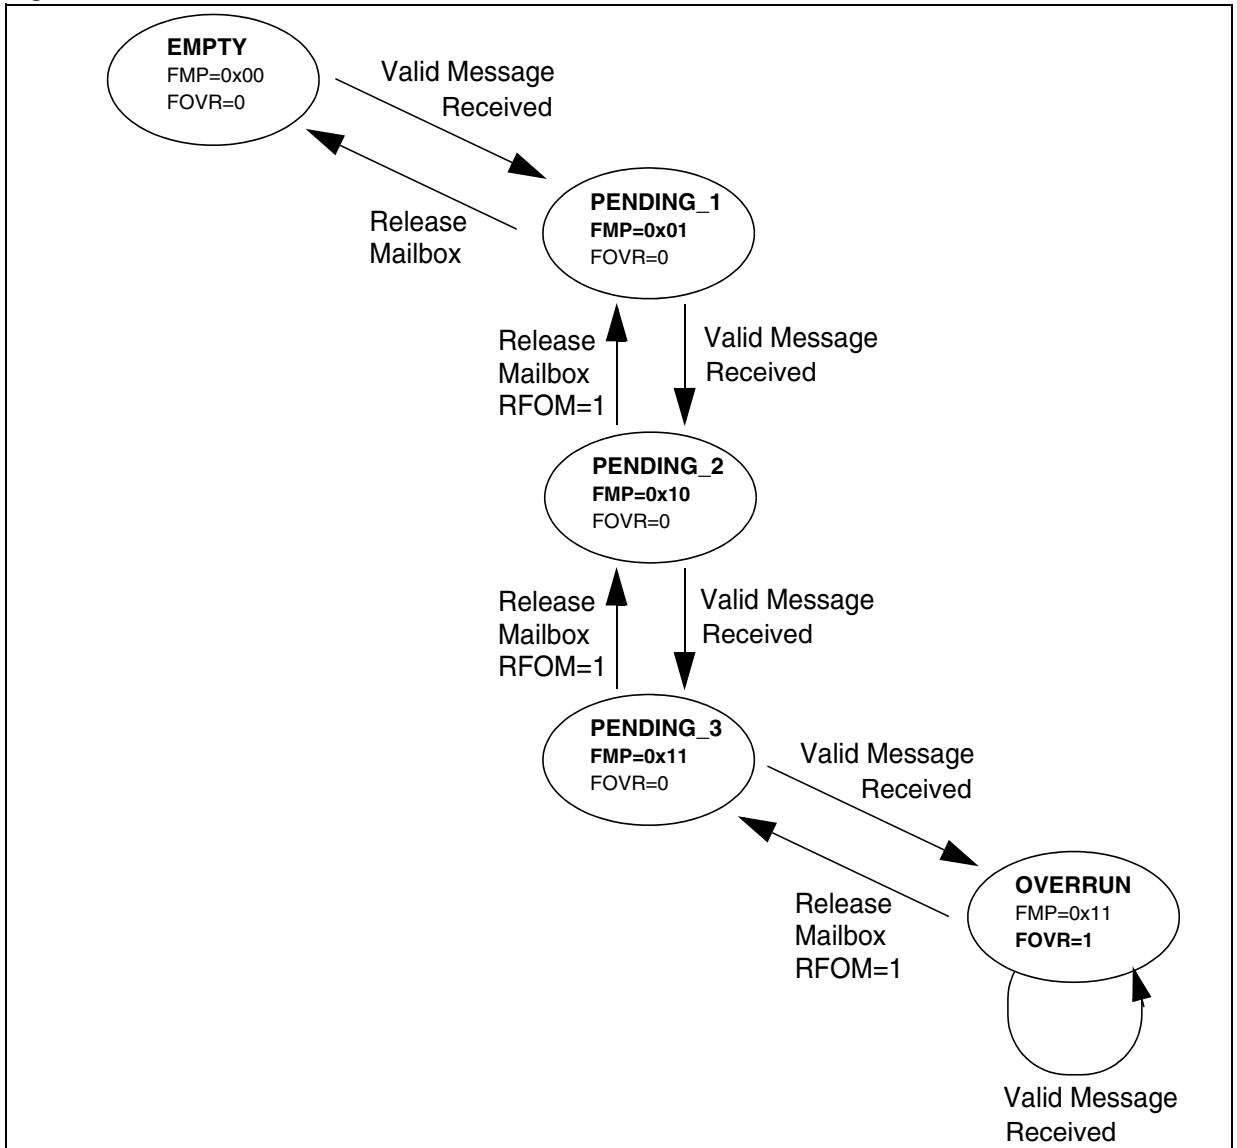 EMPTY
FMP=0x00
FOVR=0
Valid Message
Received
Release
Mailbox
PENDING_1
FMP=0x01
FOVR=0
Release
Mailbox
RFOM=1
Valid Message
Received
PENDING_2
FMP=0x10
FOVR=0
Release
Mailbox
RFOM=1
Valid Message
Received
PENDING_3
FMP=0x11
FOVR=0
Valid Message
Received
Release
Mailbox
RFOM=1
OVERRUN
FMP=0x11
FOVR=1
Valid Message
Received